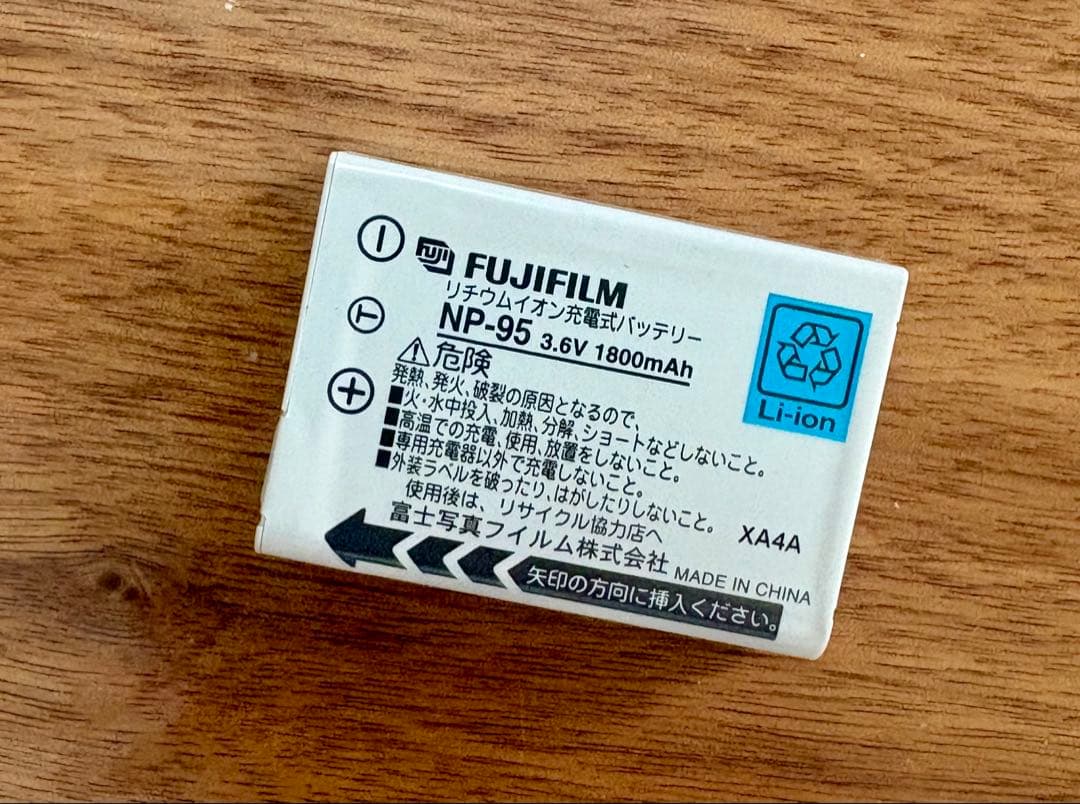 FUJI FUJIFILM
リチウムイオン充電式バッテリー
NP-95 3.6V 1800mAh
危険
発熱、発火、破裂の原因となるので、
■火・水中投入、加熱、分解、ショートなどしないこと。
■高温での充電、使用、放置をしないこと。
■専用充電器以外で充電しないこと。
■外装ラベルを破ったり、はがしたりしないこと。
使用後は、リサイクル協力店へ
XA4A
富士写真フイルム株式会社 MADE IN CHINA
矢印の方向に挿入ください。
T
Li-ion